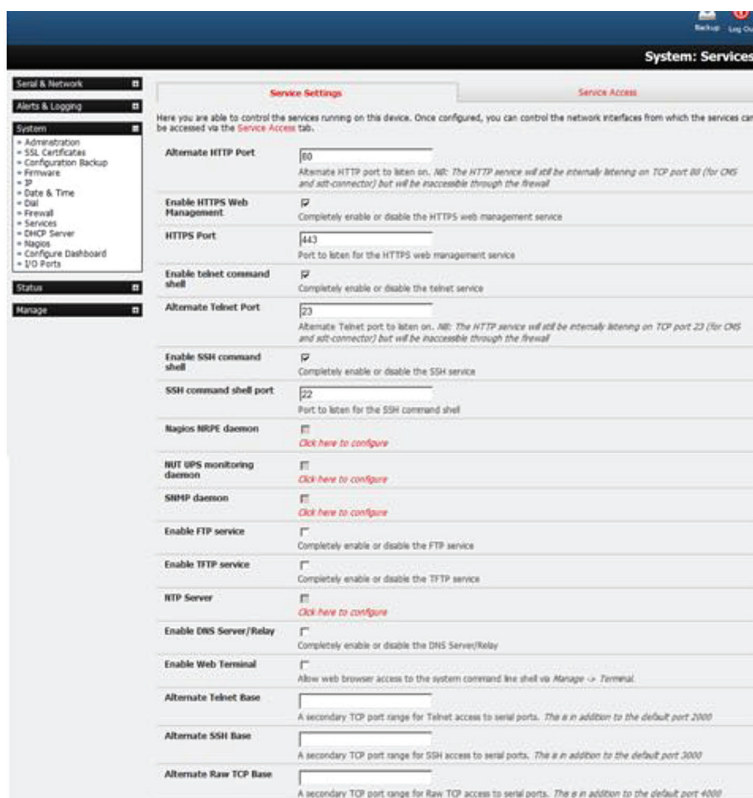 Backup Log Ou
System: Services
Serial & Network
Alerts & Logging
System
Administration
SSL Certificates
Configuration Backup
Firmware
IP
Date & Time
Dial
Firewall
Services
DHCP Server
Nagios
Configure Dashboard
I/O Ports
Status
Manage
Service Settings Service Access
Here you are able to control the services running on this device. Once configured, you can control the network interfaces from which the services can
be accessed via the Service Access tab.
Alternate HTTP Port
80
Alternate HTTP port to listen on. NB: The HTTP service will still be internally listening on TCP port 80 (for CMS
and sdt-connector) but will be inaccessible through the firewall
Enable HTTPS Web
Management
Completely enable or disable the HTTPS web management service
HTTPS Port
443
Port to listen for the HTTPS web management service
Enable telnet command
shell
Completely enable or disable the telnet service
Alternate Telnet Port
23
Alternate Telnet port to listen on. NB: The HTTP service will still be internally listening on TCP port 23 (for CMS
and sdt-connector) but will be inaccessible through the firewall
Enable SSH command
shell
Completely enable or disable the SSH service
SSH command shell port
22
Port to listen for the SSH command shell
Nagios NRPE daemon
Click here to configure
NUT UPS monitoring
daemon
Click here to configure
SNMP daemon
Click here to configure
Enable FTP service
Completely enable or disable the FTP service
Enable TFTP service
Completely enable or disable the TFTP service
NTP Server
Click here to configure
Enable DNS Server/Relay
Completely enable or disable the DNS Server/Relay
Enable Web Terminal
Allow web browser access to the system command line shell via Manage -> Terminal
Alternate Telnet Base
A secondary TCP port range for Telnet access to serial ports. This is in addition to the default port 2000
Alternate SSH Base
A secondary TCP port range for SSH access to serial ports. This is in addition to the default port 3000
Alternate Raw TCP Base
A secondary TCP port range for Raw TCP access to serial ports. This is in addition to the default port 4000